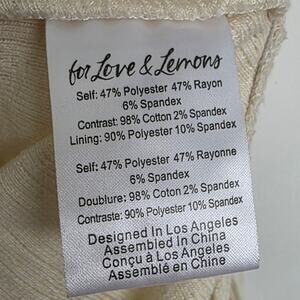 for Love & Lemons
Self: 47% Polyester 47% Rayon
6% Spandex
Contrast: 98% Cotton 2% Spandex
Lining; 90% Polyester 10% Spandex
Self: 47% Polyester 47% Rayonne
6% Spandex
Doublure: 98% Coton 2% Spandex
Contraste: 90% Polyester 10% Spandex
Designed In Los Angeles
Assembled In China
Conçu à Los Angeles
Assemblé en China